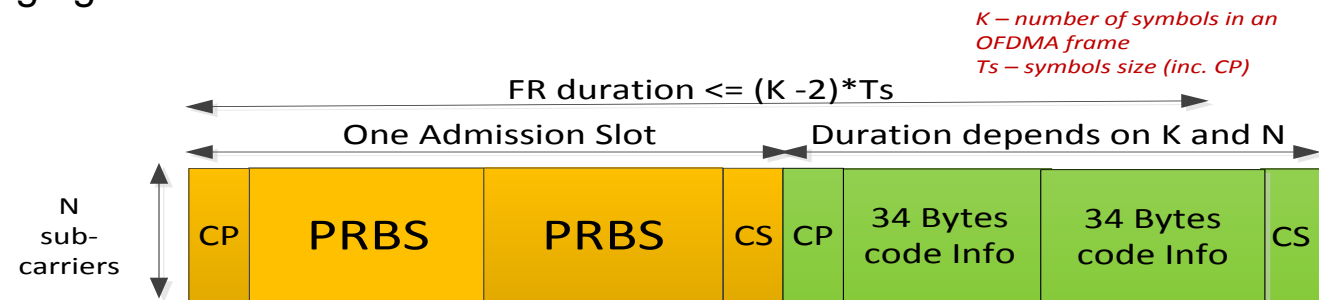 K – number of symbols in an
OFDMA frame
Ts – symbols size (inc. CP)
FR duration <= (K -2)*Ts
One Admission Slot
Duration depends on K and N
N
sub-
carriers
CP
PRBS
PRBS
CS
CP
34 Bytes
code Info
34 Bytes
code Info
CS